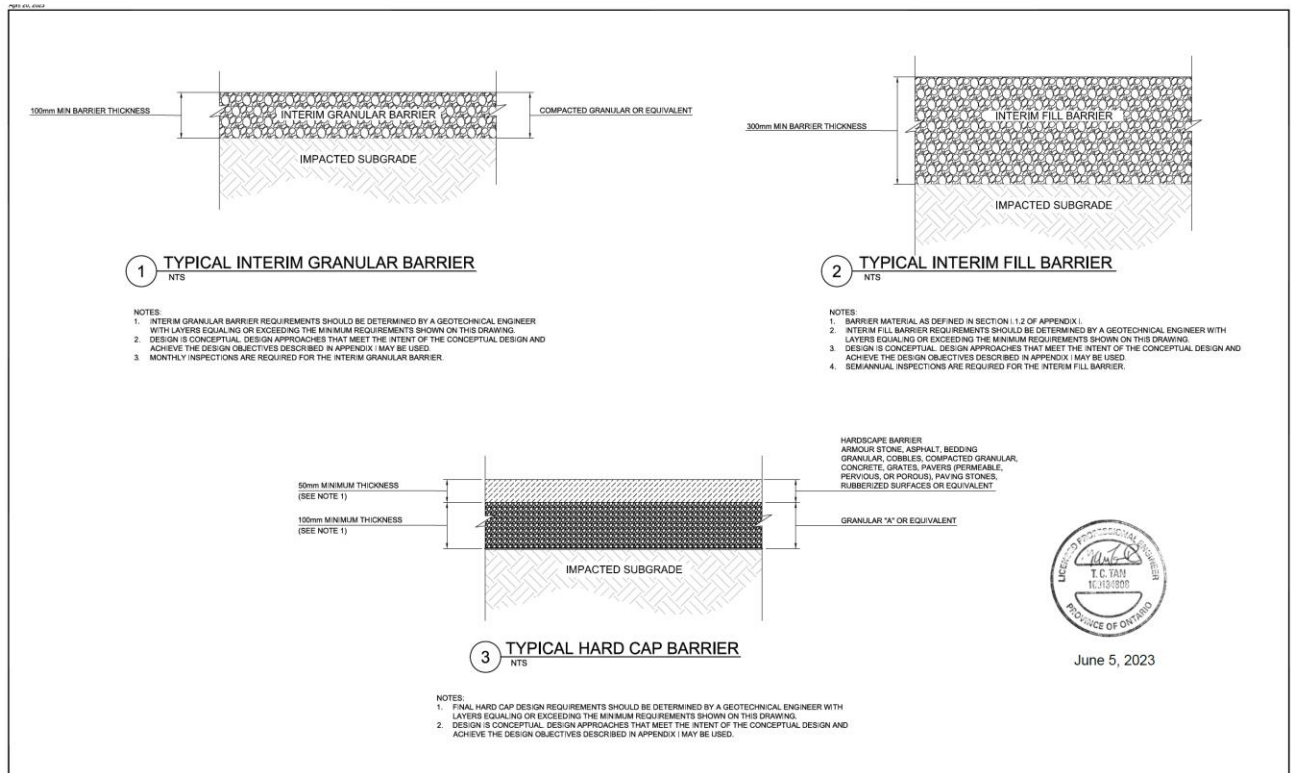 April 20, 2023
100mm MIN BARRIER THICKNESS
INTERIM GRANULAR BARRIER
COMPACTED GRANULAR OR EQUIVALENT
IMPACTED SUBGRADE
1 TYPICAL INTERIM GRANULAR BARRIER
NTS
NOTES:
1. INTERIM GRANULAR BARRIER REQUIREMENTS SHOULD BE DETERMINED BY A GEOTECHNICAL ENGINEER
WITH LAYERS EQUALING OR EXCEEDING THE MINIMUM REQUIREMENTS SHOWN ON THIS DRAWING.
2. DESIGN IS CONCEPTUAL. DESIGN APPROACHES THAT MEET THE INTENT OF THE CONCEPTUAL DESIGN AND
ACHIEVE THE DESIGN OBJECTIVES DESCRIBED IN APPENDIX I MAY BE USED.
3. MONTHLY INSPECTIONS ARE REQUIRED FOR THE INTERIM GRANULAR BARRIER.
300mm MIN BARRIER THICKNESS
INTERIM FILL BARRIER
IMPACTED SUBGRADE
2 TYPICAL INTERIM FILL BARRIER
NTS
NOTES:
1. BARRIER MATERIAL AS DEFINED IN SECTION I.1.2 OF APPENDIX I.
2. INTERIM FILL BARRIER REQUIREMENTS SHOULD BE DETERMINED BY A GEOTECHNICAL ENGINEER WITH
LAYERS EQUALING OR EXCEEDING THE MINIMUM REQUIREMENTS SHOWN ON THIS DRAWING.
3. DESIGN IS CONCEPTUAL. DESIGN APPROACHES THAT MEET THE INTENT OF THE CONCEPTUAL DESIGN AND
ACHIEVE THE DESIGN OBJECTIVES DESCRIBED IN APPENDIX I MAY BE USED.
4. SEMIANNUAL INSPECTIONS ARE REQUIRED FOR THE INTERIM FILL BARRIER.
50mm MINIMUM THICKNESS
(SEE NOTE 1)
100mm MINIMUM THICKNESS
(SEE NOTE 1)
HARDSCAPE BARRIER
ARMOUR STONE, ASPHALT, BEDDING
GRANULAR, COBBLES, COMPACTED GRANULAR,
CONCRETE, GRATES, PAVERS (PERMEABLE,
PERVIOUS, OR POROUS), PAVING STONES,
RUBBERIZED SURFACES OR EQUIVALENT
GRANULAR "A" OR EQUIVALENT
IMPACTED SUBGRADE
3 TYPICAL HARD CAP BARRIER
NTS
NOTES:
1. FINAL HARD CAP DESIGN REQUIREMENTS SHOULD BE DETERMINED BY A GEOTECHNICAL ENGINEER WITH
LAYERS EQUALING OR EXCEEDING THE MINIMUM REQUIREMENTS SHOWN ON THIS DRAWING.
2. DESIGN IS CONCEPTUAL. DESIGN APPROACHES THAT MEET THE INTENT OF THE CONCEPTUAL DESIGN AND
ACHIEVE THE DESIGN OBJECTIVES DESCRIBED IN APPENDIX I MAY BE USED.
LICENSED PROFESSIONAL ENGINEER
T. C. TAN
PROVINCE OF ONTARIO
June 5, 2023